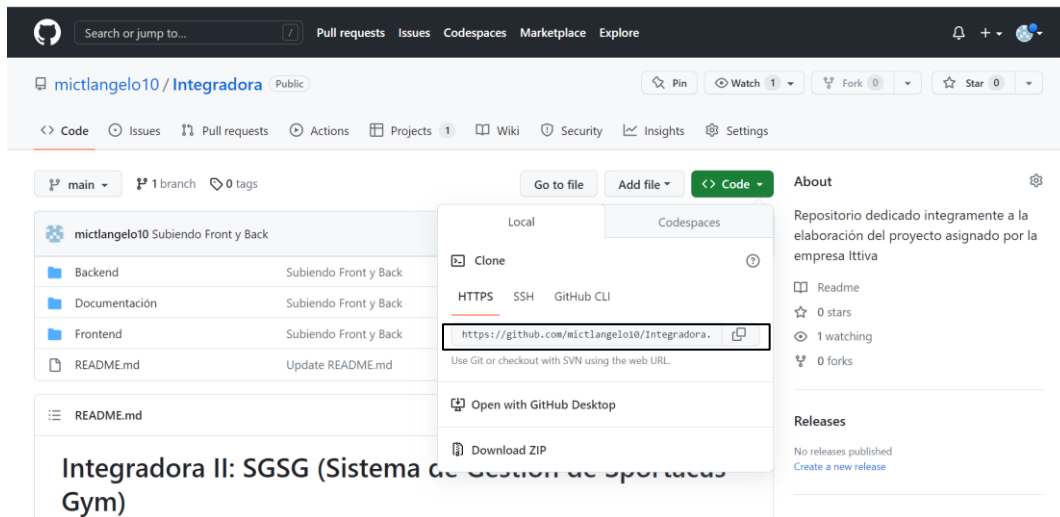 Search or jump to... / Pull requests Issues Codespaces Marketplace Explore
mictlangelo10 / Integradora Public Pin Watch 1 Fork 0 Star 0
Code Issues Pull requests Actions Projects 1 Wiki Security Insights Settings
main 1 branch 0 tags Go to file Add file Code
mictlangelo10 Subiendo Front y Back
Backend Subiendo Front y Back
Documentación Subiendo Front y Back
Frontend Subiendo Front y Back
README.md Update README.md
README.md
Integradora II: SGSG (Sistema de Gestión de Sportacus
Gym)
Local Codespaces
Clone
HTTPS SSH GitHub CLI
https://github.com/mictlangelo10/Integradora.
Use Git or checkout with SVN using the web URL.
Open with GitHub Desktop
Download ZIP
About
Repositorio dedicado integramente a la
elaboración del proyecto asignado por la
empresa Ittiva
Readme
0 stars
1 watching
0 forks
Releases
No releases published
Create a new release